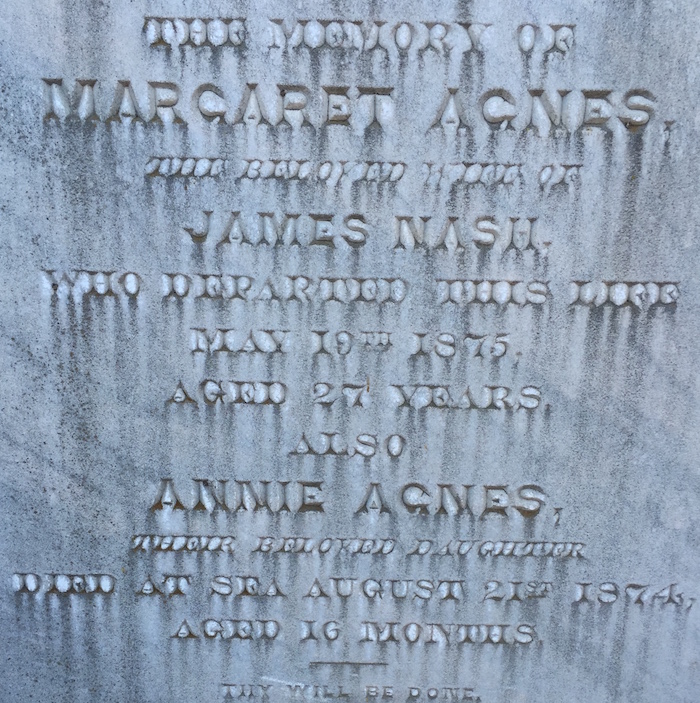 THE MEMORY OF
MARGARET AGNES,
THE BELOVED WIFE OF
JAMES NASH.
WHO DEPARTED THIS LIFE
MAY 19TH 1875.
AGED 27 YEARS.
ALSO
ANNIE AGNES,
THEIR BELOVED DAUGHTER
DIED AT SEA AUGUST 21ST 1874,
AGED 16 MONTHS.
THY WILL BE DONE.